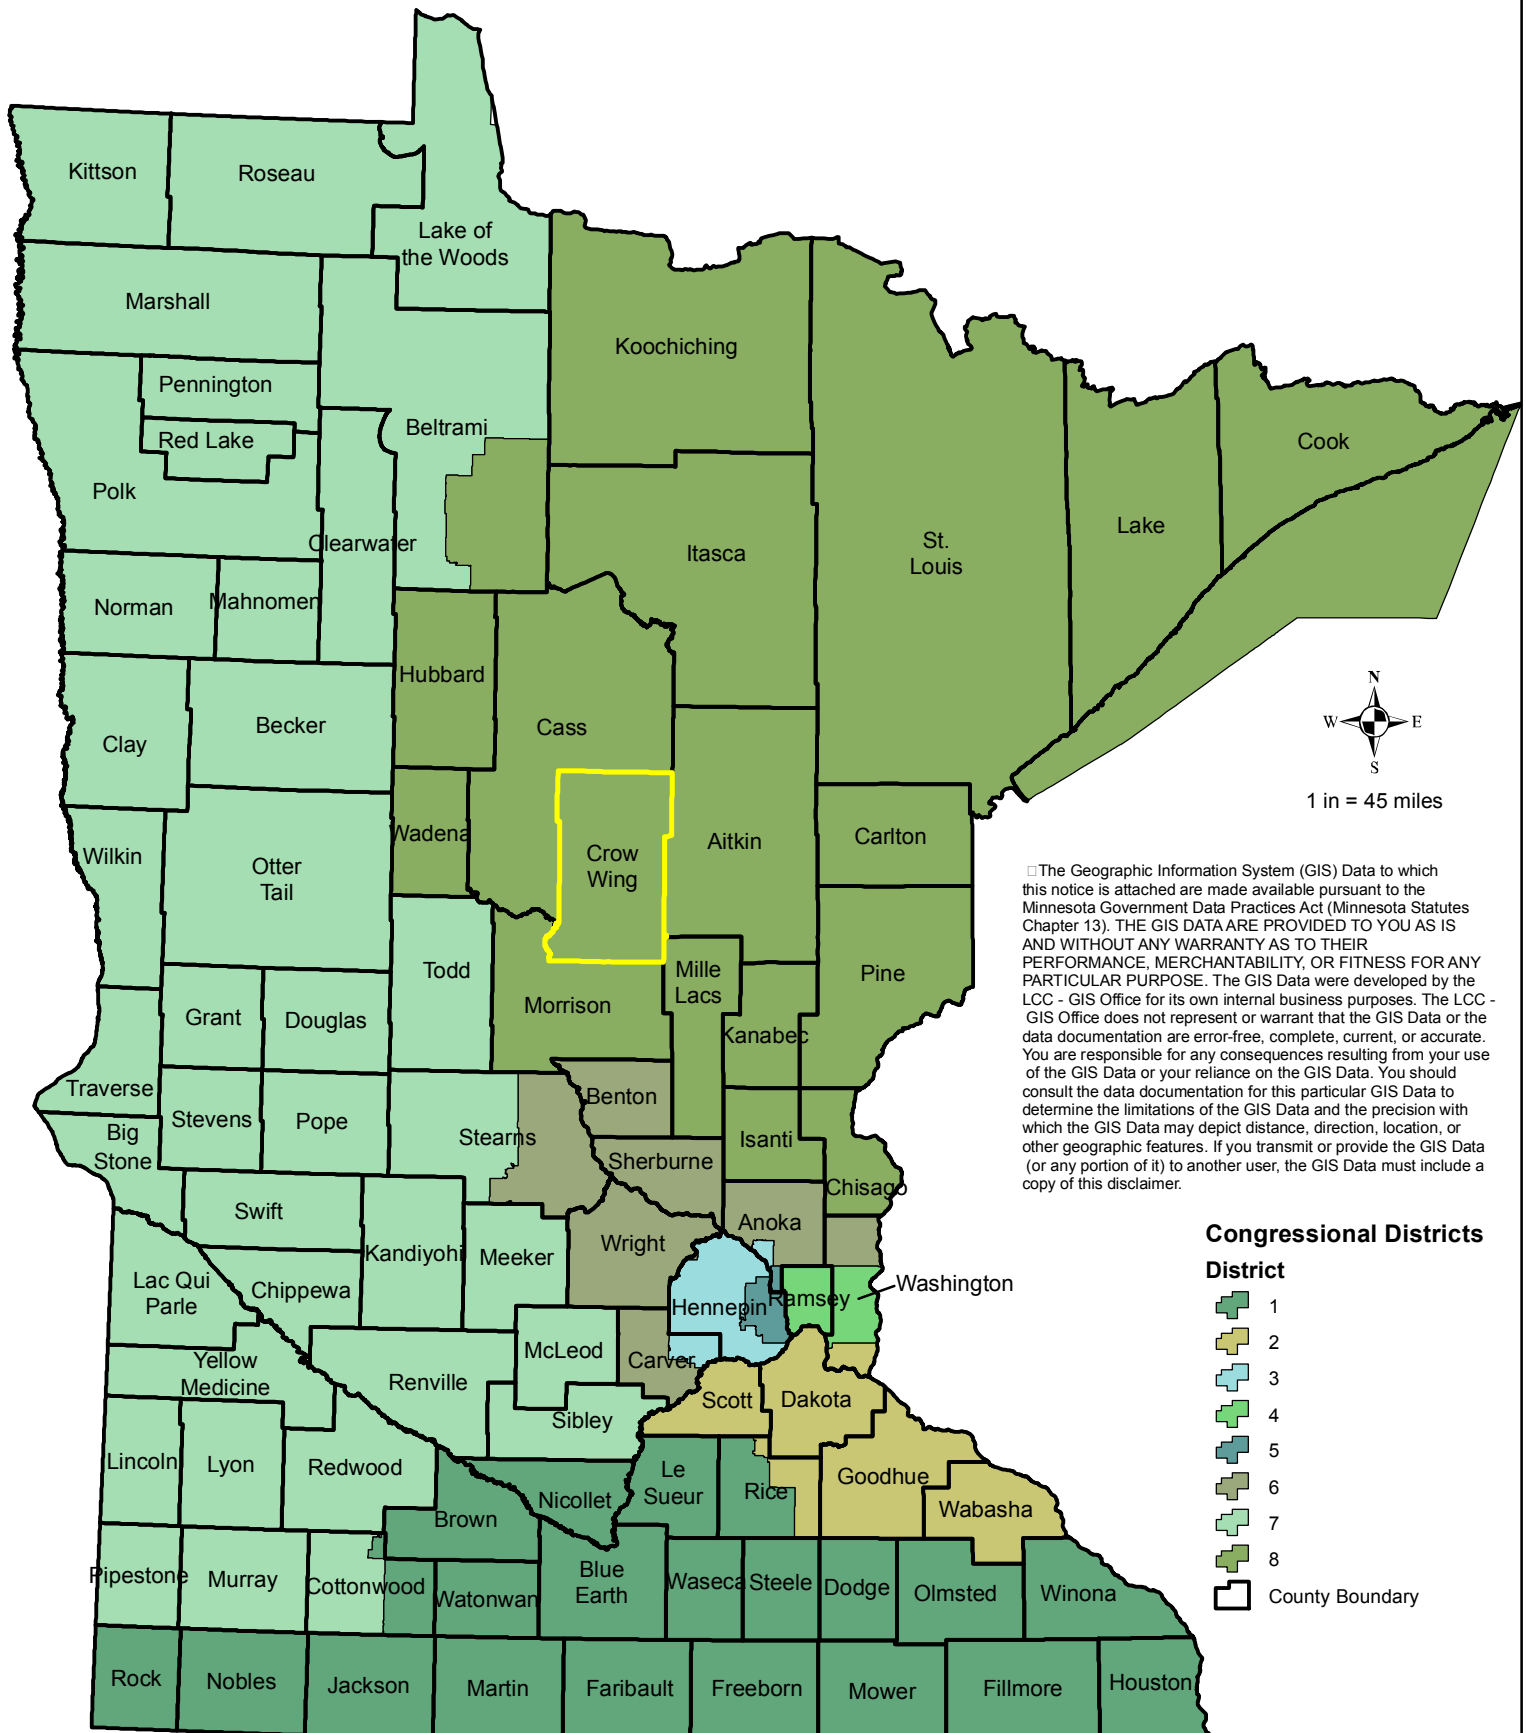 Kittson
Roseau
Lake of
the Woods
Marshall
Koochiching
Pennington
Red Lake
Beltrami
Cook
Polk
Lake
Clearwater
Itasca
St.
Louis
Norman
Mahnomen
Hubbard
Becker
Cass
Clay
N
W
E
S
1 in = 45 miles
Wadena
Aitkin
Carlton
Wilkin
Otter
Tail
Crow
Wing
□The Geographic Information System (GIS) Data to which
this notice is attached are made available pursuant to the
Minnesota Government Data Practices Act (Minnesota Statutes
Chapter 13). THE GIS DATA ARE PROVIDED TO YOU AS IS
AND WITHOUT ANY WARRANTY AS TO THEIR
PERFORMANCE, MERCHANTABILITY, OR FITNESS FOR ANY
PARTICULAR PURPOSE. The GIS Data were developed by the
LCC - GIS Office for its own internal business purposes. The LCC -
GIS Office does not represent or warrant that the GIS Data or the
data documentation are error-free, complete, current, or accurate.
You are responsible for any consequences resulting from your use
of the GIS Data or your reliance on the GIS Data. You should
consult the data documentation for this particular GIS Data to
determine the limitations of the GIS Data and the precision with
which the GIS Data may depict distance, direction, location, or
other geographic features. If you transmit or provide the GIS Data
(or any portion of it) to another user, the GIS Data must include a
copy of this disclaimer.
Todd
Mille
Lacs
Pine
Morrison
Grant
Douglas
Kanabec
Traverse
Benton
Stevens
Pope
Big
Stone
Stearns
Isanti
Sherburne
Chisago
Swift
Anoka
Kandiyohi
Meeker
Wright
Lac Qui
Parle
Chippewa
Hennepin
Ramsey
Washington
Yellow
Medicine
McLeod
Carver
Renville
Scott
Dakota
Sibley
Lincoln
Lyon
Redwood
Le
Sueur
Rice
Goodhue
Nicollet
Wabasha
Brown
Pipestone
Murray
Cottonwood
Watonwan
Blue
Earth
Waseca
Steele
Dodge
Olmsted
Winona
Rock
Nobles
Jackson
Martin
Faribault
Freeborn
Mower
Fillmore
Houston
Congressional Districts
District
1
2
3
4
5
6
7
8
County Boundary